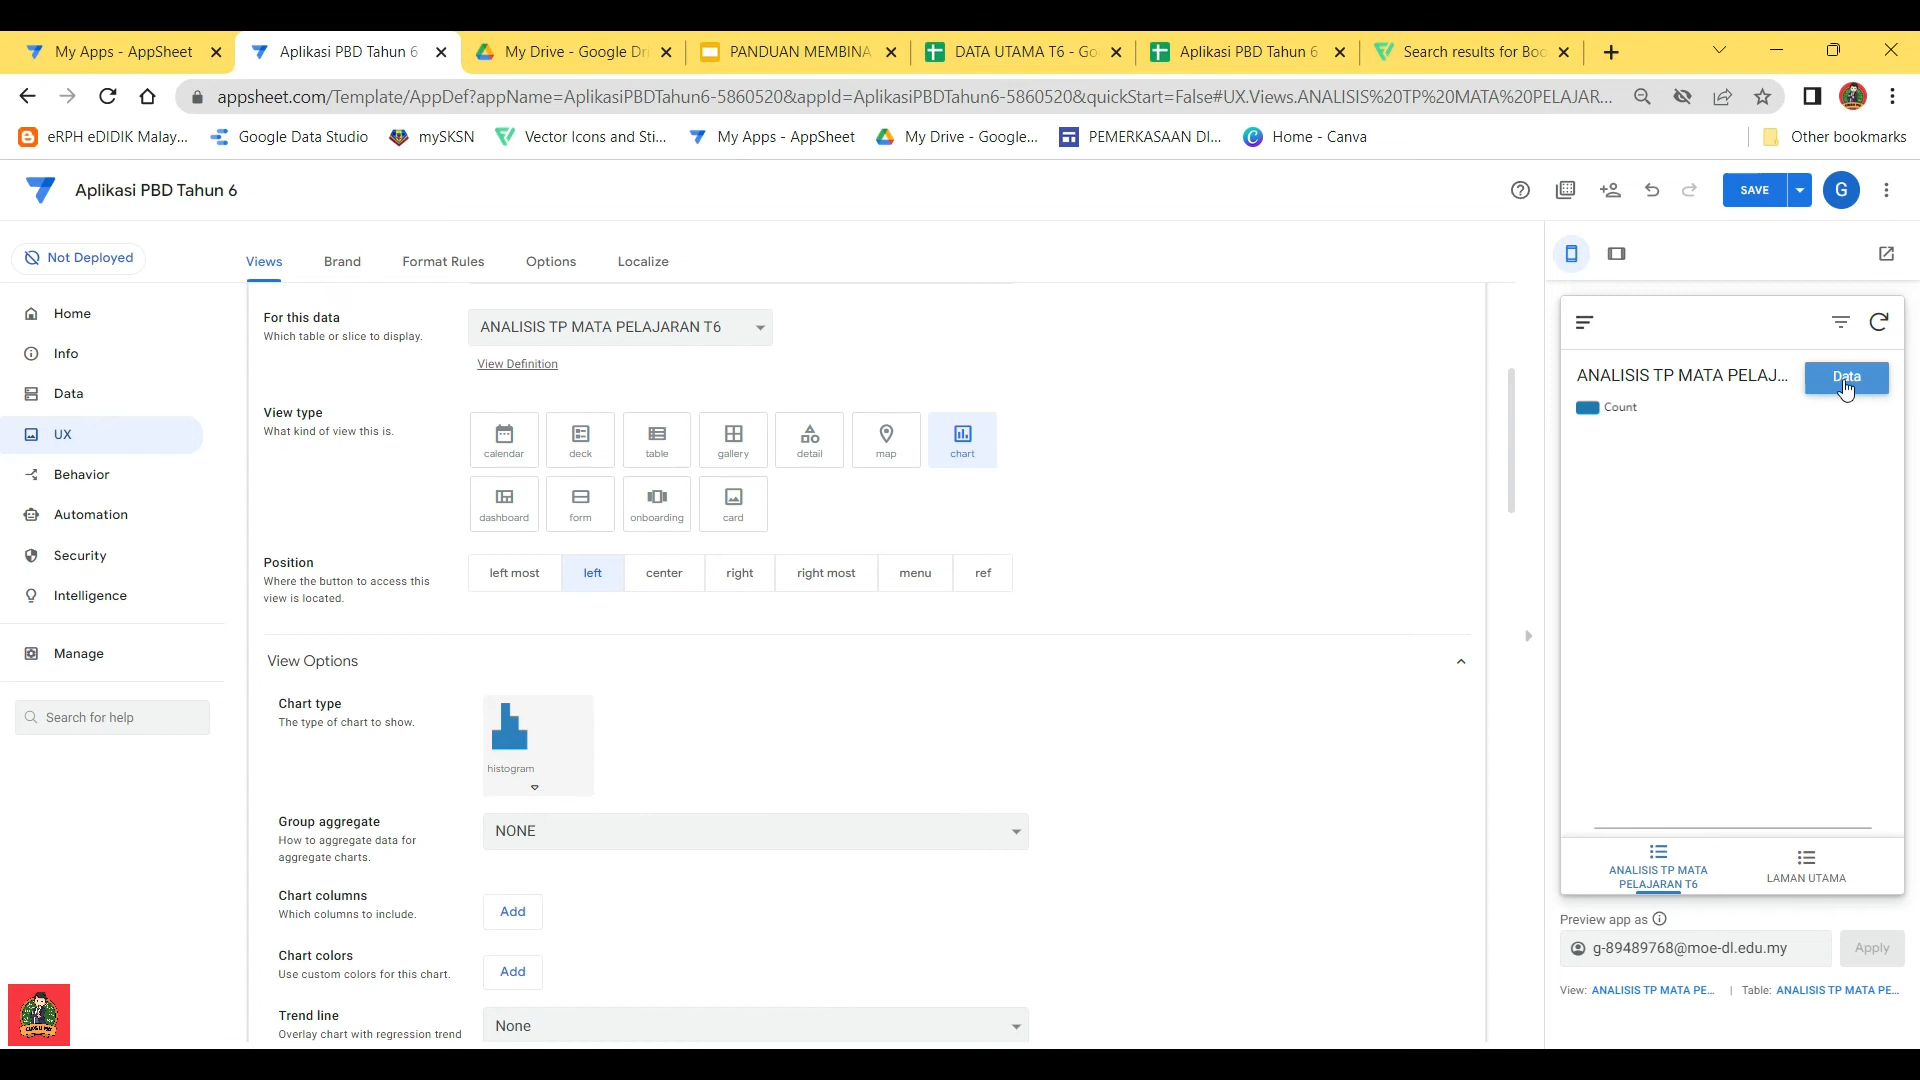 My Apps - AppSheet
Aplikasi PBD Tahun 6
My Drive - Google Dri
PANDUAN MEMBINA
DATA UTAMA T6 - Go
Aplikasi PBD Tahun 6
Search results for Boo
appsheet.com/Template/AppDef?appName=AplikasiPBDTahun6-5860520&appId=AplikasiPBDTahun6-5860520&quickStart=False#UX.Views.ANALISIS%20TP%20MATA%20PELAJAR...
eRPH eDIDIK Malay...
Google Data Studio
mySKSN
Vector Icons and Sti...
My Apps - AppSheet
My Drive - Google...
PEMERKASAAN DI...
Home - Canva
Other bookmarks
Aplikasi PBD Tahun 6
SAVE
G
Not Deployed
Home
Info
Data
UX
Behavior
Automation
Security
Intelligence
Manage
Search for help
Views
Brand
Format Rules
Options
Localize
For this data
Which table or slice to display.
ANALISIS TP MATA PELAJARAN T6
View Definition
View type
What kind of view this is.
calendar
deck
table
gallery
detail
map
chart
dashboard
form
onboarding
card
Position
Where the button to access this
view is located.
left most
left
center
right
right most
menu
ref
View Options
Chart type
The type of chart to show.
histogram
Group aggregate
How to aggregate data for
aggregate charts.
NONE
Chart columns
Which columns to include.
Add
Chart colors
Use custom colors for this chart.
Add
Trend line
Overlay chart with regression trend
None
ANALISIS TP MATA PELAJ...
Data
Count
ANALISIS TP MATA
PELAJARAN T6
LAMAN UTAMA
Preview app as
g-89489768@moe-dl.edu.my
Apply
View: ANALISIS TP MATA PE...
Table: ANALISIS TP MATA PE...